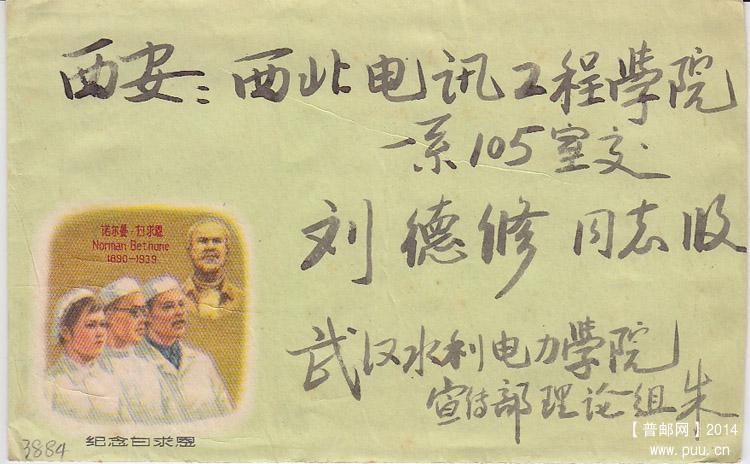 西安：西北电讯工程学院
一系105室交
刘德修同志收
诺尔曼·白求恩
Norman Bethune
1890-1939
武汉水利电力学院
宣传部理论组朱
纪念白求恩
3884
【普邮网】2014
www.puu.cn